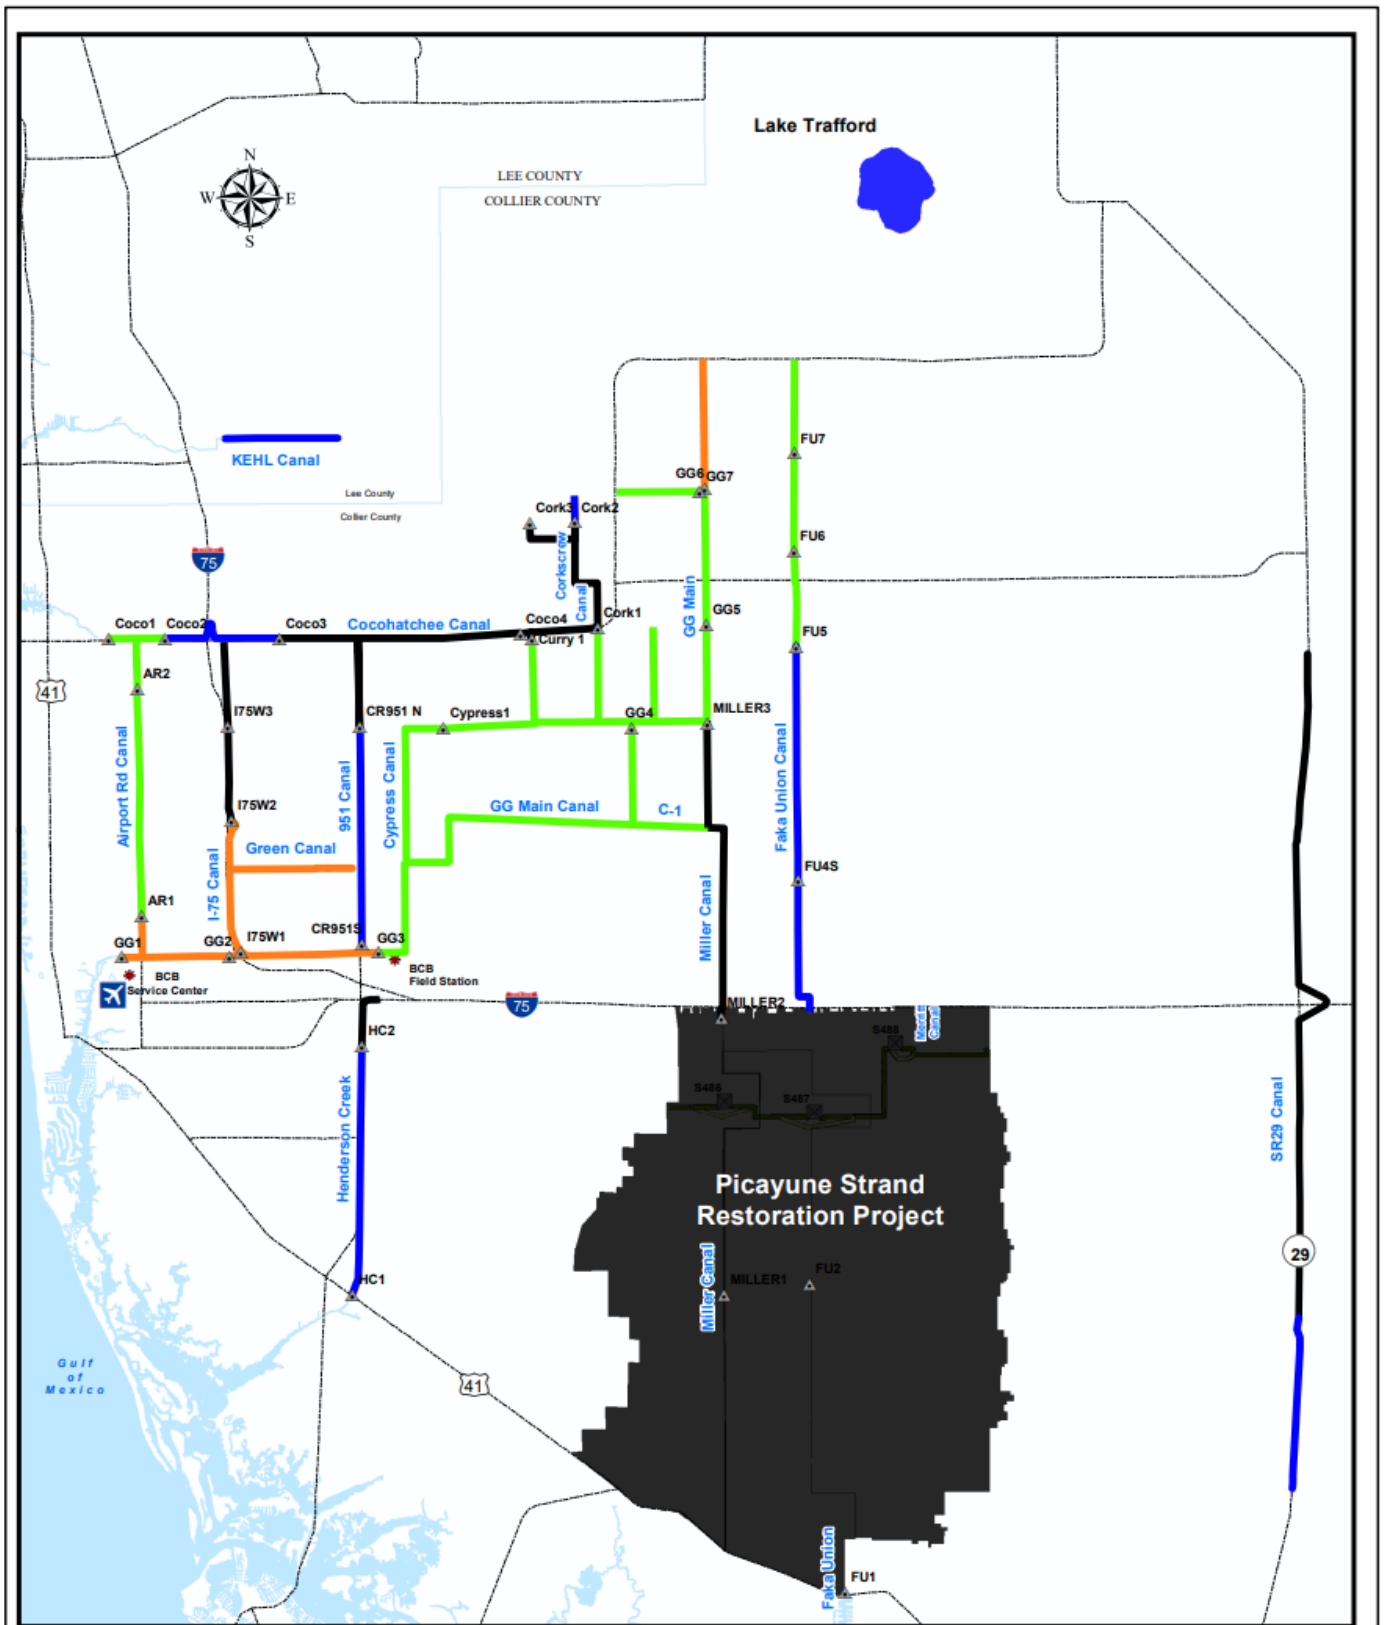 Lake Trafford
N
W
E
S
LEE COUNTY
COLLIER COUNTY
FU7
KEHL Canal
GG6
GG7
Lee County
Collier County
Cork3
Cork2
75
FU6
Corkscrew
Canal
GG Main
GG5
Coco1
Coco2
Coco3
Cocohatchee Canal
Coco4
Cork1
Curry 1
FU5
41
AR2
I75W3
CR951 N
Cypress1
GG4
MILLER3
Airport Rd Canal
951 Canal
Cypress Canal
Faka Union Canal
I75W2
GG Main Canal
C-1
Green Canal
I-75 Canal
FU4S
AR1
Miller Canal
GG1
GG2
I75W1
CR951S
GG3
BCB
Service Center
BCB
Field Station
75
MILLER2
Merritt
Canal
HC2
S488
S486
S487
Henderson Creek
SR29 Canal
Picayune Strand
Restoration Project
29
Miller Canal
MILLER1
FU2
HC1
Gulf
of
Mexico
41
Faka Union
FU1